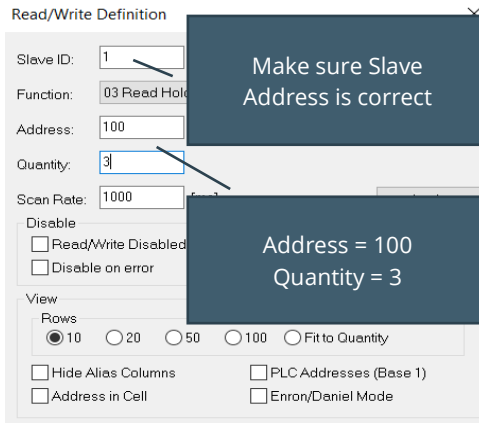 Read/Write Definition
Slave ID: 1
Make sure Slave
Address is correct
Function: 03 Read Hold
Address: 100
Quantity: 3
Scan Rate: 1000
Address = 100
Quantity = 3
Disable
Read/Write Disabled
Disable on error
View
Rows
10 20 50 100 Fit to Quantity
Hide Alias Columns PLC Addresses (Base 1)
Address in Cell Enron/Daniel Mode